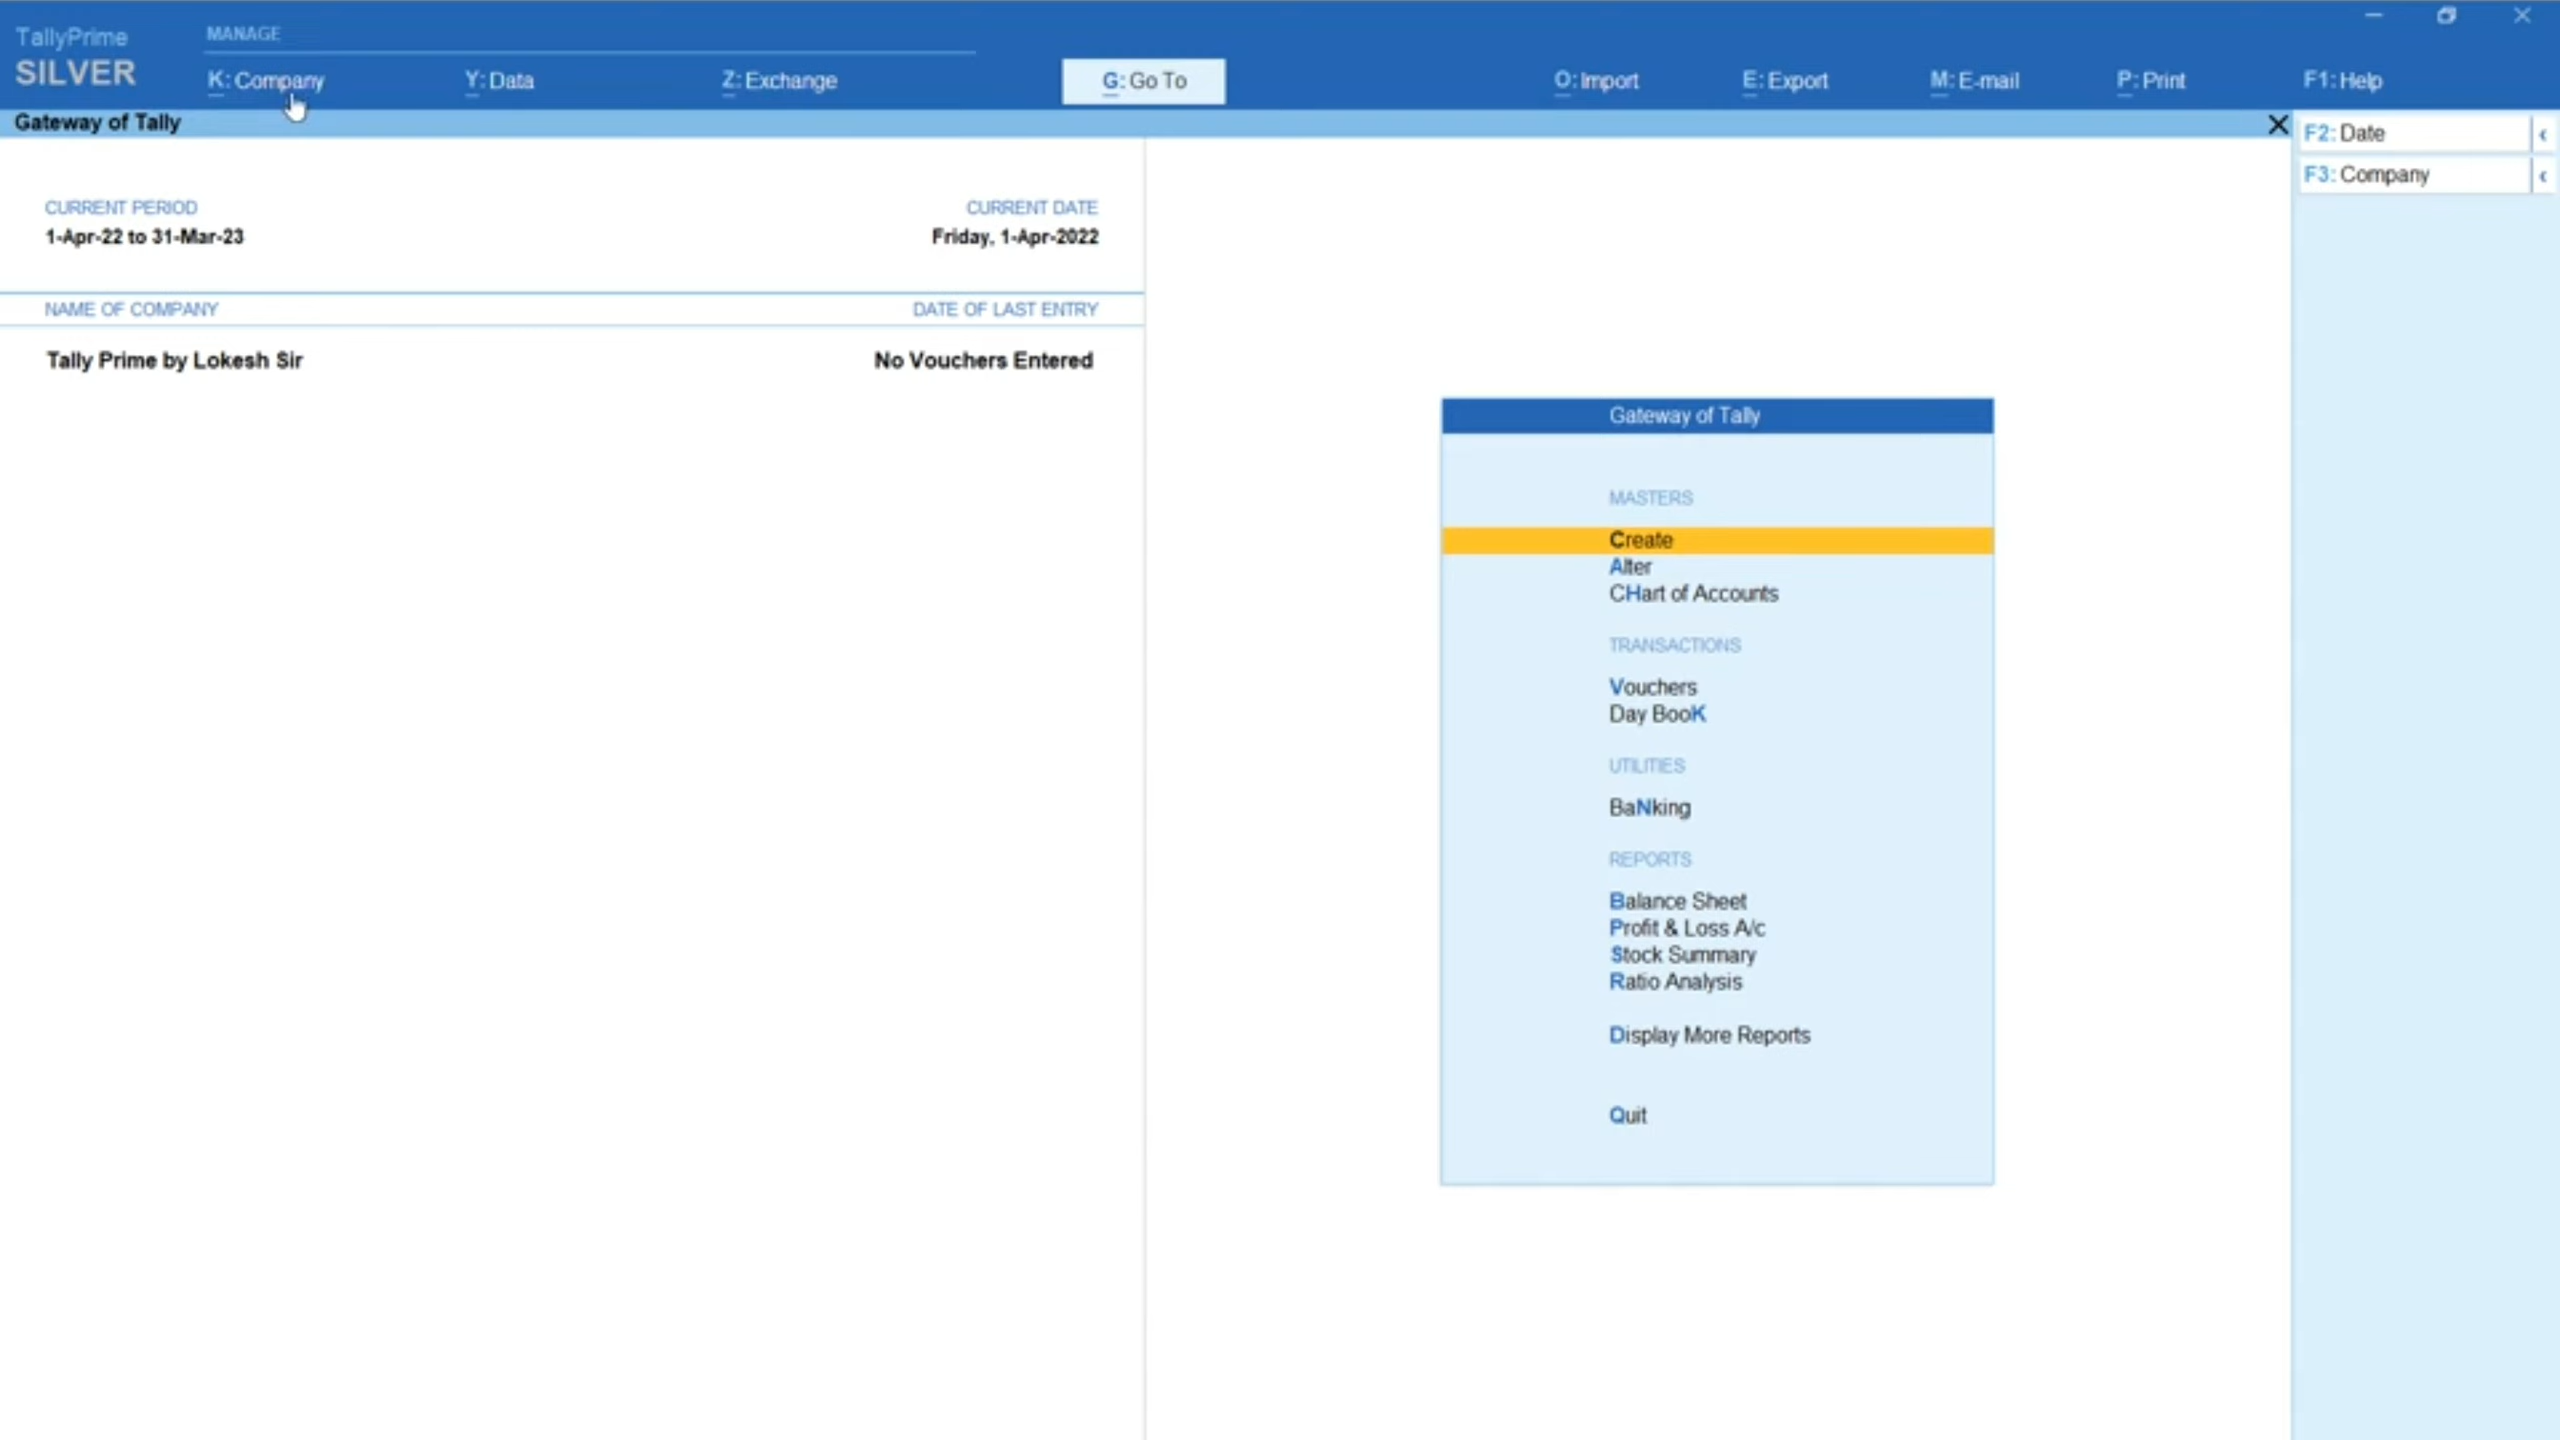 TallyPrime
SILVER
MANAGE
K: Company
Y: Data
Z: Exchange
G: Go To
O: Import
E: Export
M: E-mail
P: Print
F1: Help
Gateway of Tally
F2: Date
F3: Company
CURRENT PERIOD
CURRENT DATE
1-Apr-22 to 31-Mar-23
Friday, 1-Apr-2022
NAME OF COMPANY
DATE OF LAST ENTRY
Tally Prime by Lokesh Sir
No Vouchers Entered
Gateway of Tally
MASTERS
Create
Alter
CHart of Accounts
TRANSACTIONS
Vouchers
Day BooK
UTILITIES
BaNking
REPORTS
Balance Sheet
Profit & Loss A/c
Stock Summary
Ratio Analysis
Display More Reports
Quit